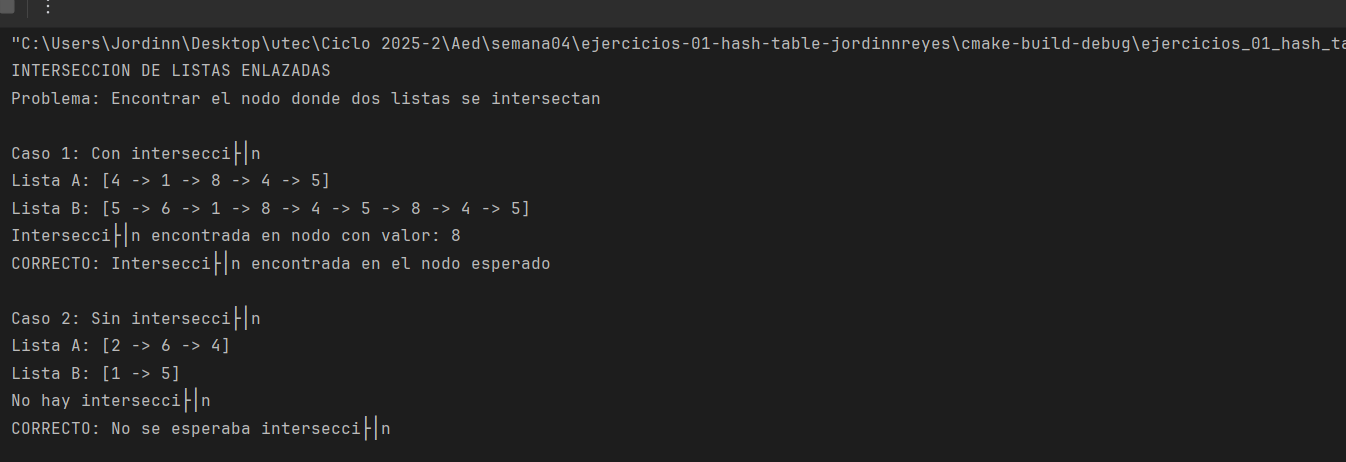 "C:\Users\Jordinn\Desktop\utec\Ciclo 2025-2\Aed\semana04\ejercicios-01-hash-table-jordinnreyes\cmake-build-debug\ejercicios_01_hash_ta
INTERSECCION DE LISTAS ENLAZADAS
Problema: Encontrar el nodo donde dos listas se intersectan
Caso 1: Con intersecci├│n
Lista A: [4 -> 1 -> 8 -> 4 -> 5]
Lista B: [5 -> 6 -> 1 -> 8 -> 4 -> 5 -> 8 -> 4 -> 5]
Intersecci├│n encontrada en nodo con valor: 8
CORRECTO: Intersecci├│n encontrada en el nodo esperado
Caso 2: Sin intersecci├│n
Lista A: [2 -> 6 -> 4]
Lista B: [1 -> 5]
No hay intersecci├│n
CORRECTO: No se esperaba intersecci├│n